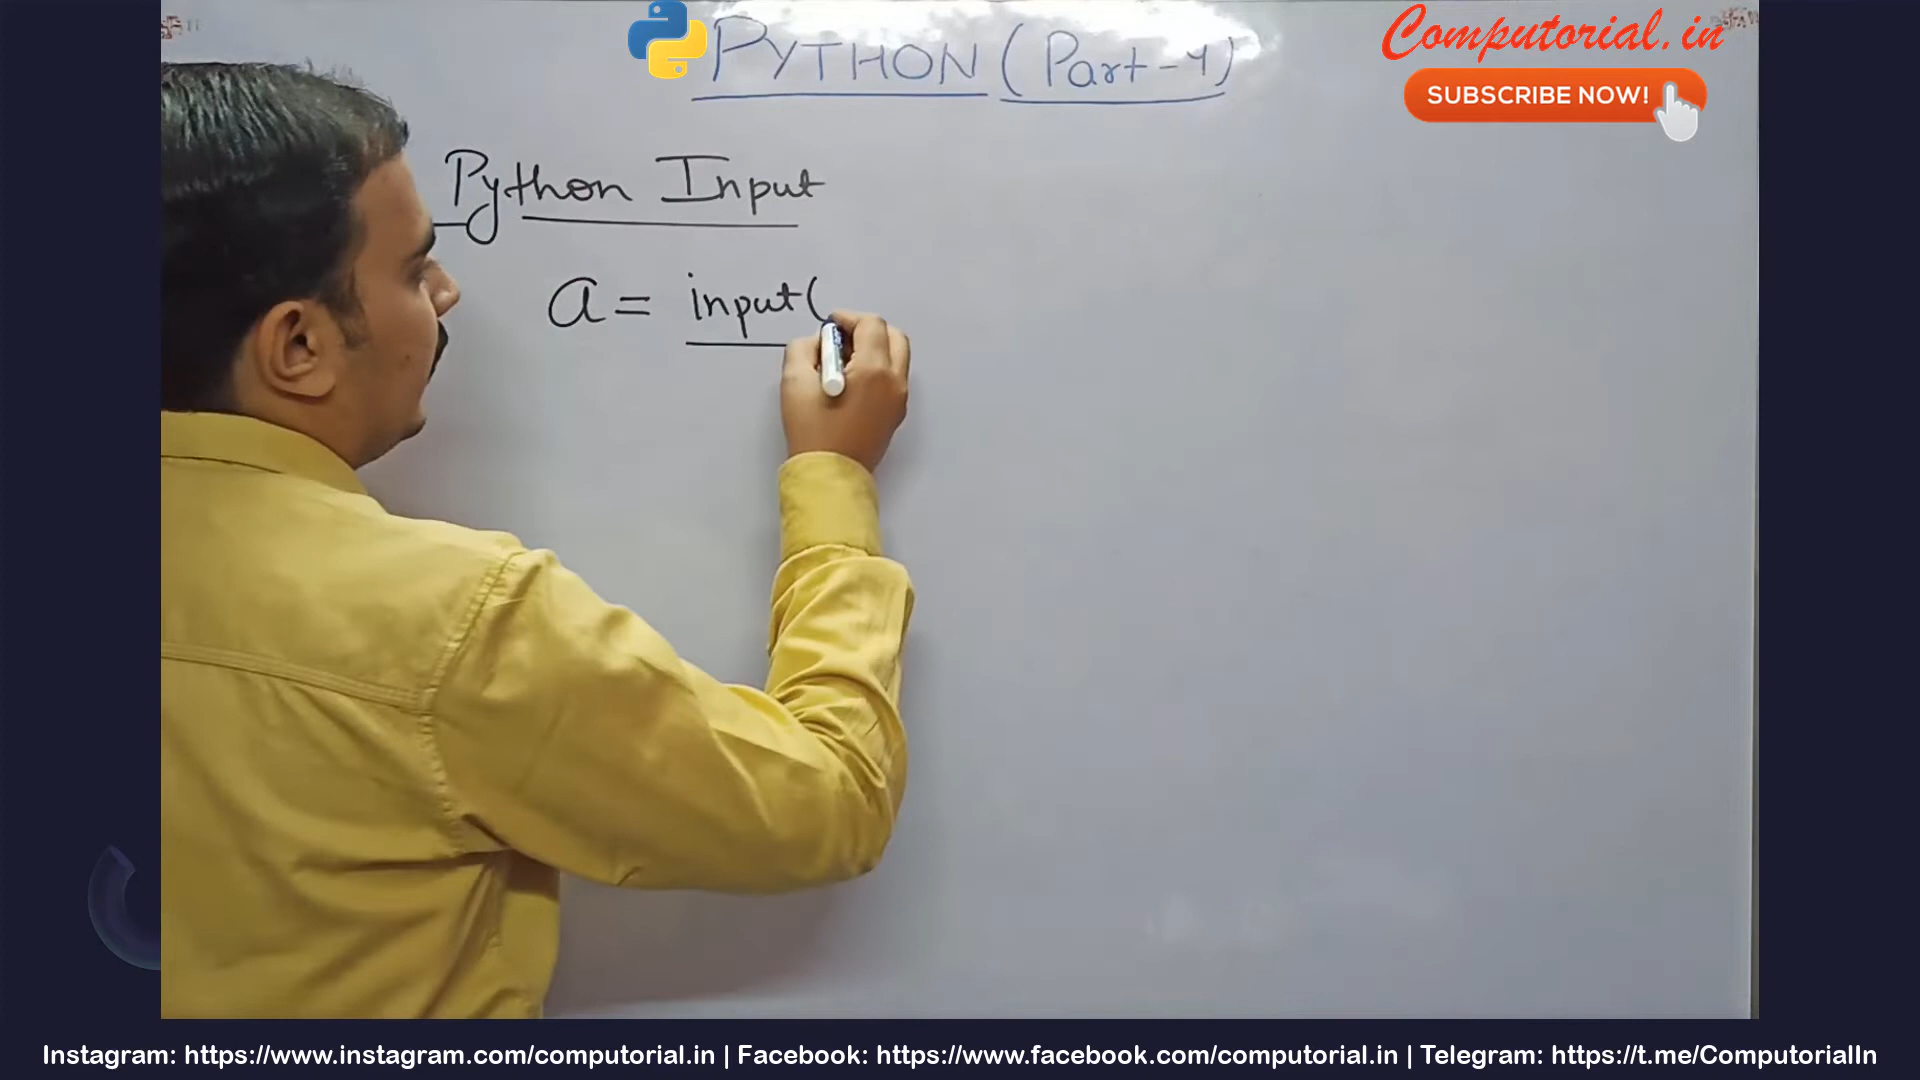 PYTHON (Part-4)
Computorial.in
SUBSCRIBE NOW!
Python Input
a = input(
Instagram: https://www.instagram.com/computorial.in | Facebook: https://www.facebook.com/computorial.in | Telegram: https://t.me/ComputorialIn